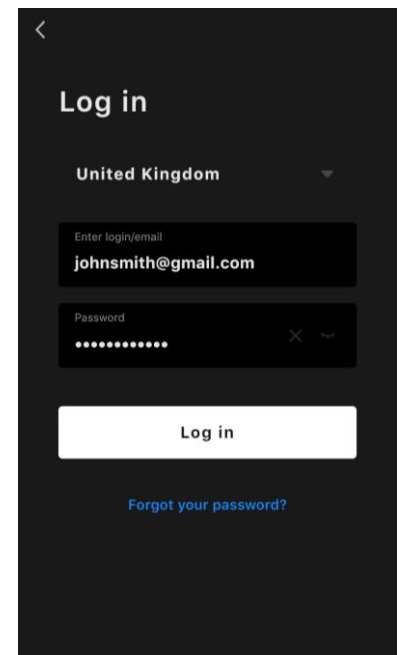 Log in
United Kingdom
Enter login/email
johnsmith@gmail.com
Password
••••••••••••
Log in
Forgot your password?